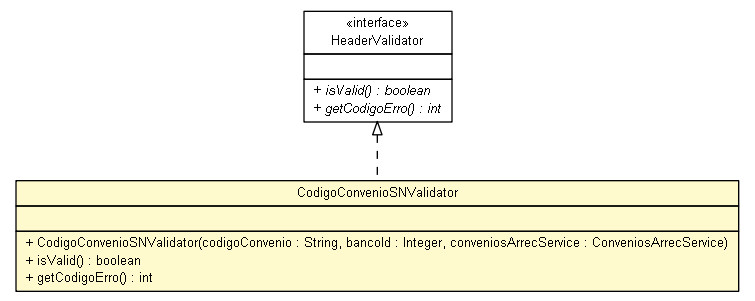 «interface»
HeaderValidator
+ isValid() : boolean
+ getCodigoErro() : int
CodigoConvenioSNValidator
+ CodigoConvenioSNValidator(codigoConvenio : String, bancoId : Integer, conveniosArrecService : ConveniosArrecService)
+ isValid() : boolean
+ getCodigoErro() : int